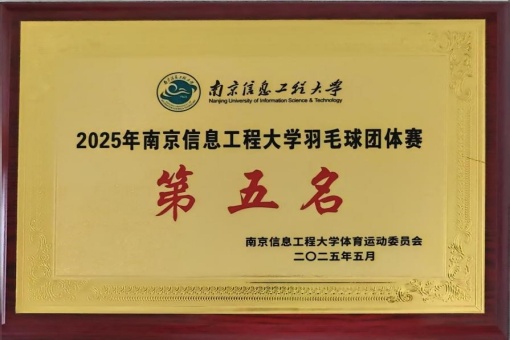 南京信息工程大学
Nanjing University of Information Science & Technology
2025年南京信息工程大学羽毛球团体赛
第五名
南京信息工程大学体育运动委员会
二〇二五年五月